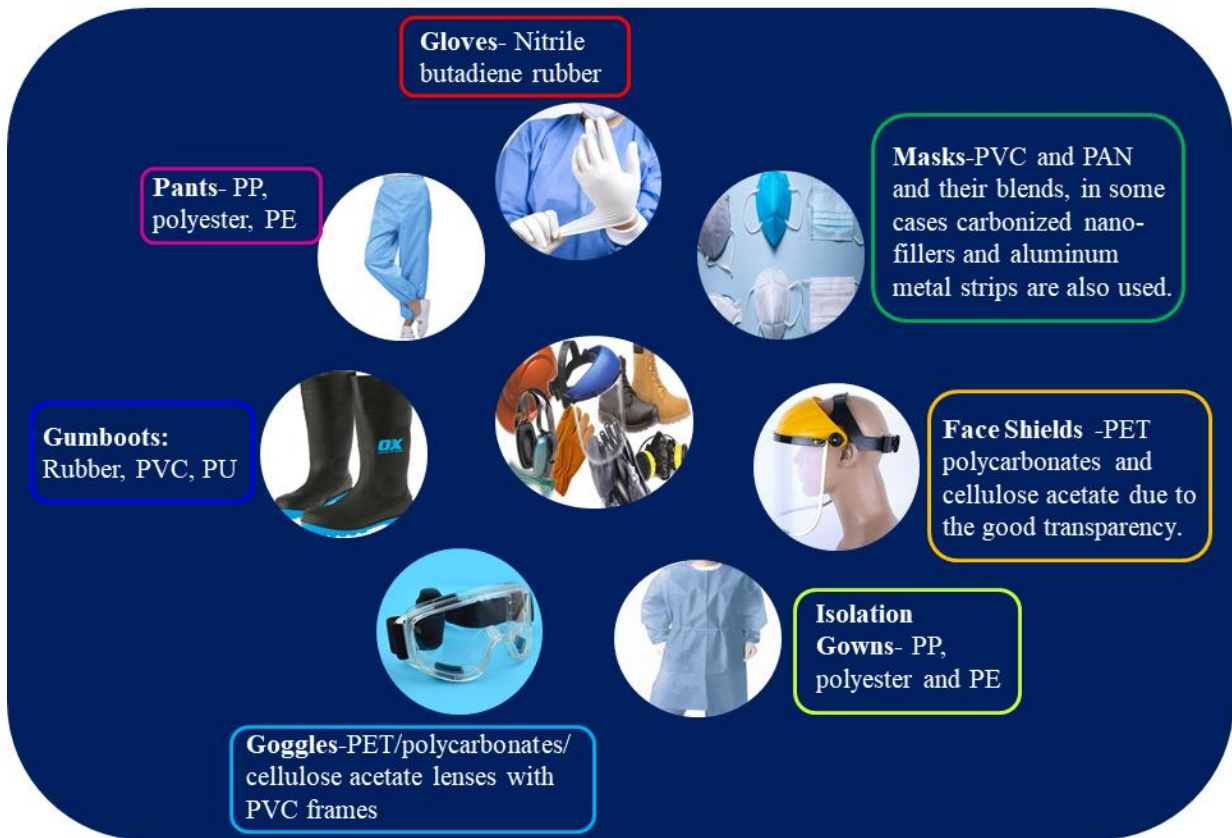 Gloves- Nitrile
butadiene rubber
Pants- PP,
polyester, PE
Masks-PVC and PAN
and their blends, in some
cases carbonized nano-
fillers and aluminum
metal strips are also used.
Gumboots:
Rubber, PVC, PU
OX
Face Shields -PET
polycarbonates and
cellulose acetate due to
the good transparency.
Isolation
Gowns- PP,
polyester and PE
Goggles-PET/polycarbonates/
cellulose acetate lenses with
PVC frames